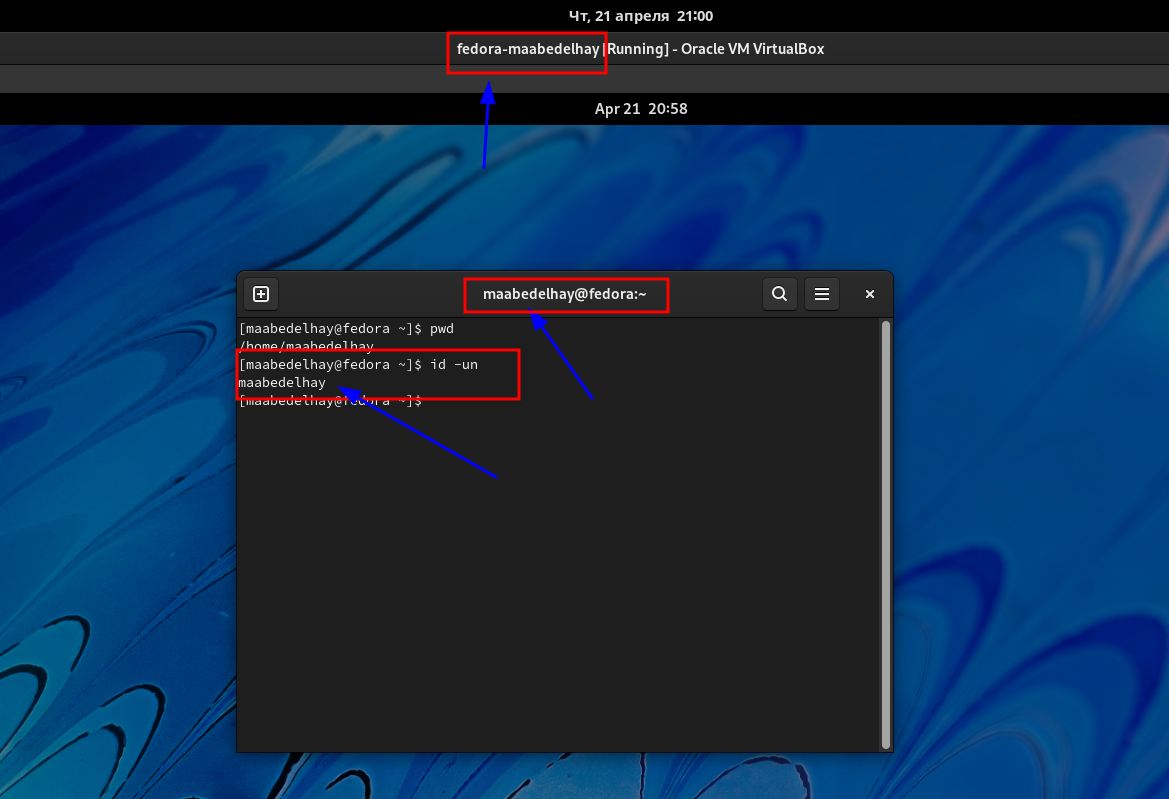 Чт, 21 апреля 21:00
fedora-maabedelhay [Running] - Oracle VM VirtualBox
Apr 21 20:58
maabedelhay@fedora:~
[maabedelhay@fedora ~]$ pwd
/home/maabedelhay
[maabedelhay@fedora ~]$ id -un
maabedelhay
[maabedelhay@fedora ~]$